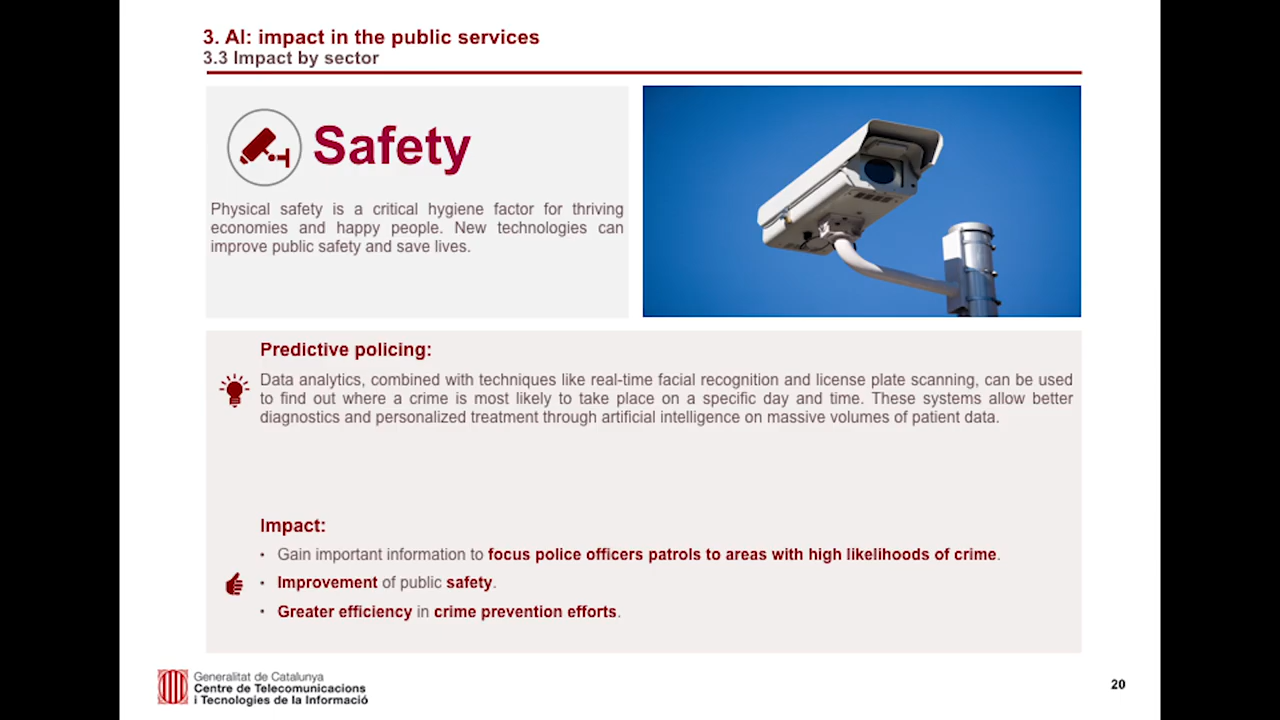 3. AI: impact in the public services
3.3 Impact by sector
Safety
Physical safety is a critical hygiene factor for thriving
economies and happy people. New technologies can
improve public safety and save lives.
Predictive policing:
Data analytics, combined with techniques like real-time facial recognition and license plate scanning, can be used
to find out where a crime is most likely to take place on a specific day and time. These systems allow better
diagnostics and personalized treatment through artificial intelligence on massive volumes of patient data.
Impact:
• Gain important information to focus police officers patrols to areas with high likelihoods of crime.
• Improvement of public safety.
• Greater efficiency in crime prevention efforts.
Generalitat de Catalunya
Centre de Telecomunicacions
i Tecnologies de la Informació
20